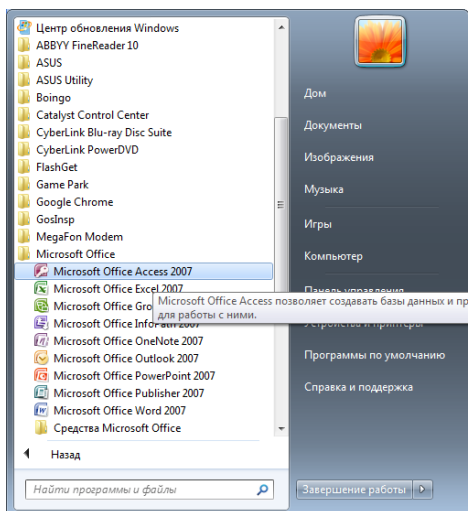 Центр обновления Windows
ABBYY FineReader 10
ASUS
ASUS Utility
Boingo
Catalyst Control Center
CyberLink Blu-ray Disc Suite
CyberLink PowerDVD
FlashGet
Game Park
Google Chrome
GosInsp
MegaFon Modem
Microsoft Office
Microsoft Office Access 2007
Microsoft Office Excel 2007
Microsoft Office Gro
Microsoft Office InfoPath 2007
Microsoft Office OneNote 2007
Microsoft Office Outlook 2007
Microsoft Office PowerPoint 2007
Microsoft Office Publisher 2007
Microsoft Office Word 2007
Средства Microsoft Office
Назад
Найти программы и файлы
Microsoft Office Access позволяет создавать базы данных и пр
для работы с ними.
Дом
Документы
Изображения
Музыка
Игры
Компьютер
Панель управления
Устройства и принтеры
Программы по умолчанию
Справка и поддержка
Завершение работы